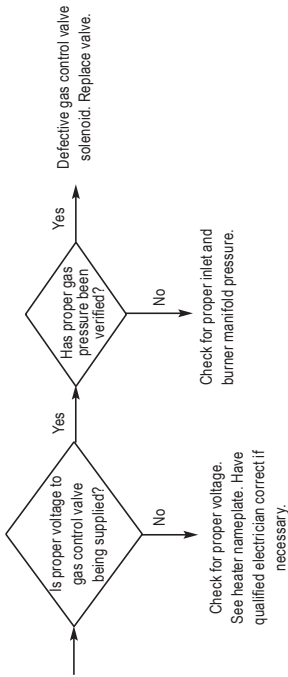 Is proper voltage to
gas control valve
being supplied?
Yes
No
Check for proper voltage.
See heater nameplate. Have
qualified electrician correct if
necessary.
Has proper gas
pressure been
verified?
Yes
No
Check for proper inlet and
burner manifold pressure.
Defective gas control valve
solenoid. Replace valve.